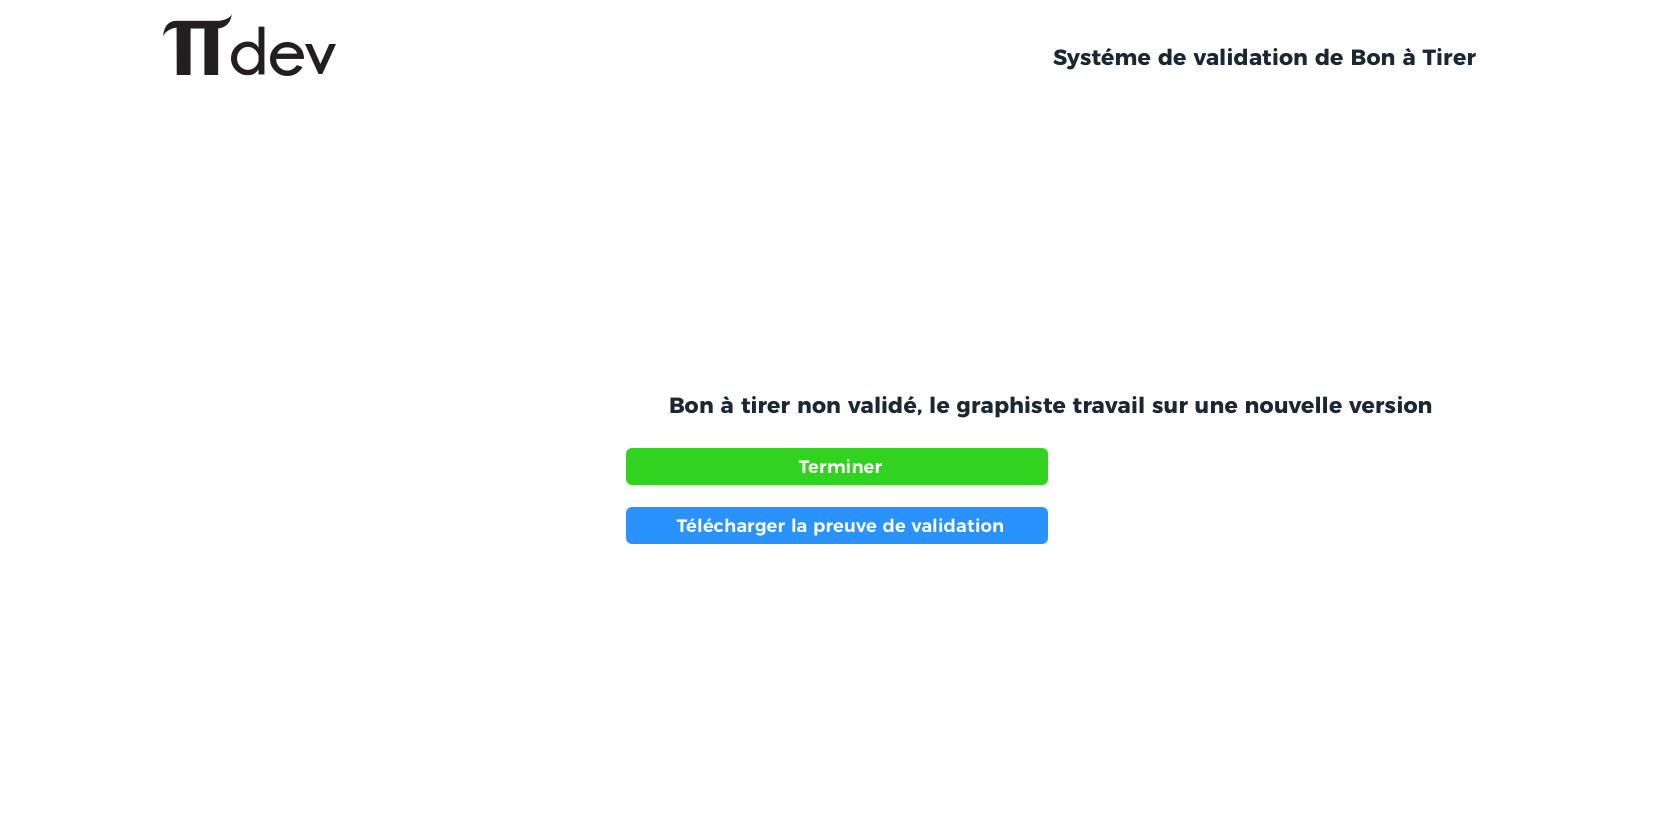 πdev
Systéme de validation de Bon à Tirer
Bon à tirer non validé, le graphiste travail sur une nouvelle version
Terminer
Télécharger la preuve de validation